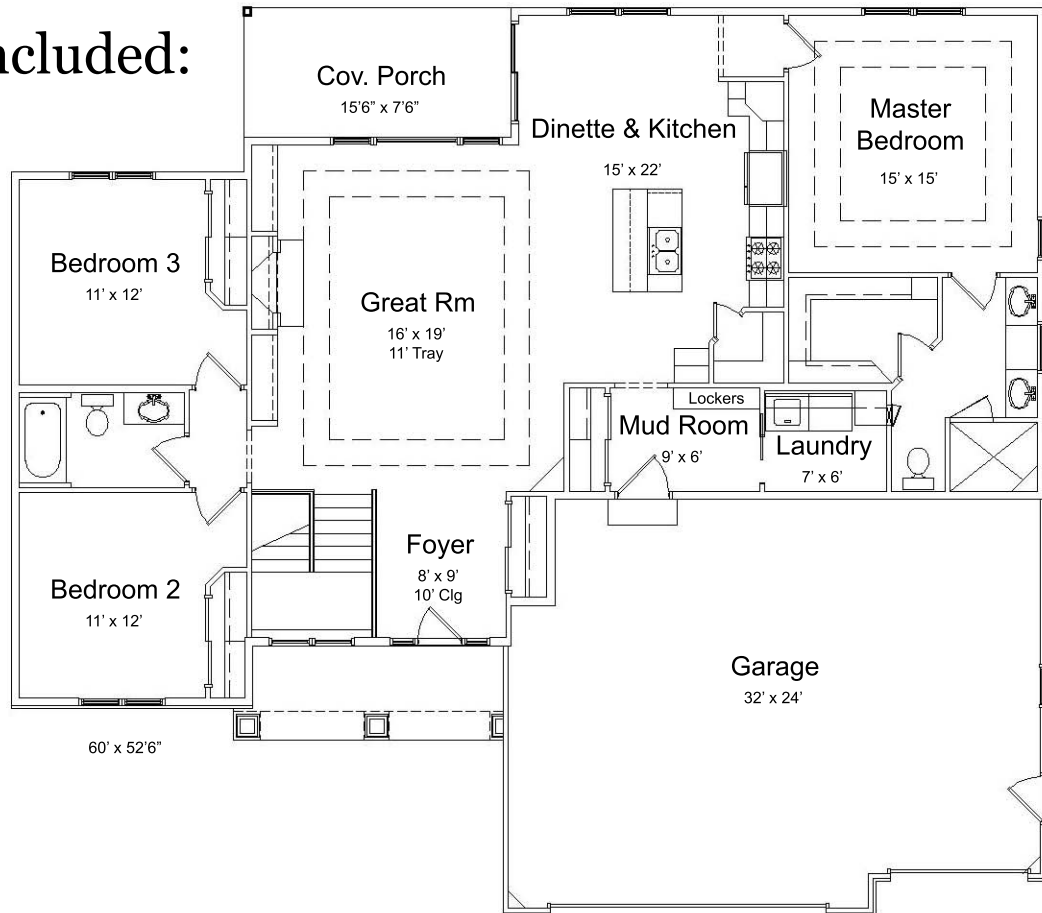 ncluded:
Cov. Porch
15'6” x 7'6”
Dinette & Kitchen
15' x 22'
Master
Bedroom
15' x 15'
Bedroom 3
11' x 12'
Great Rm
16' x 19'
11' Tray
Lockers
Mud Room
9' x 6'
Laundry
7' x 6'
Foyer
8' x 9'
10' Clg
Bedroom 2
11' x 12'
Garage
32' x 24'
60' x 52'6”